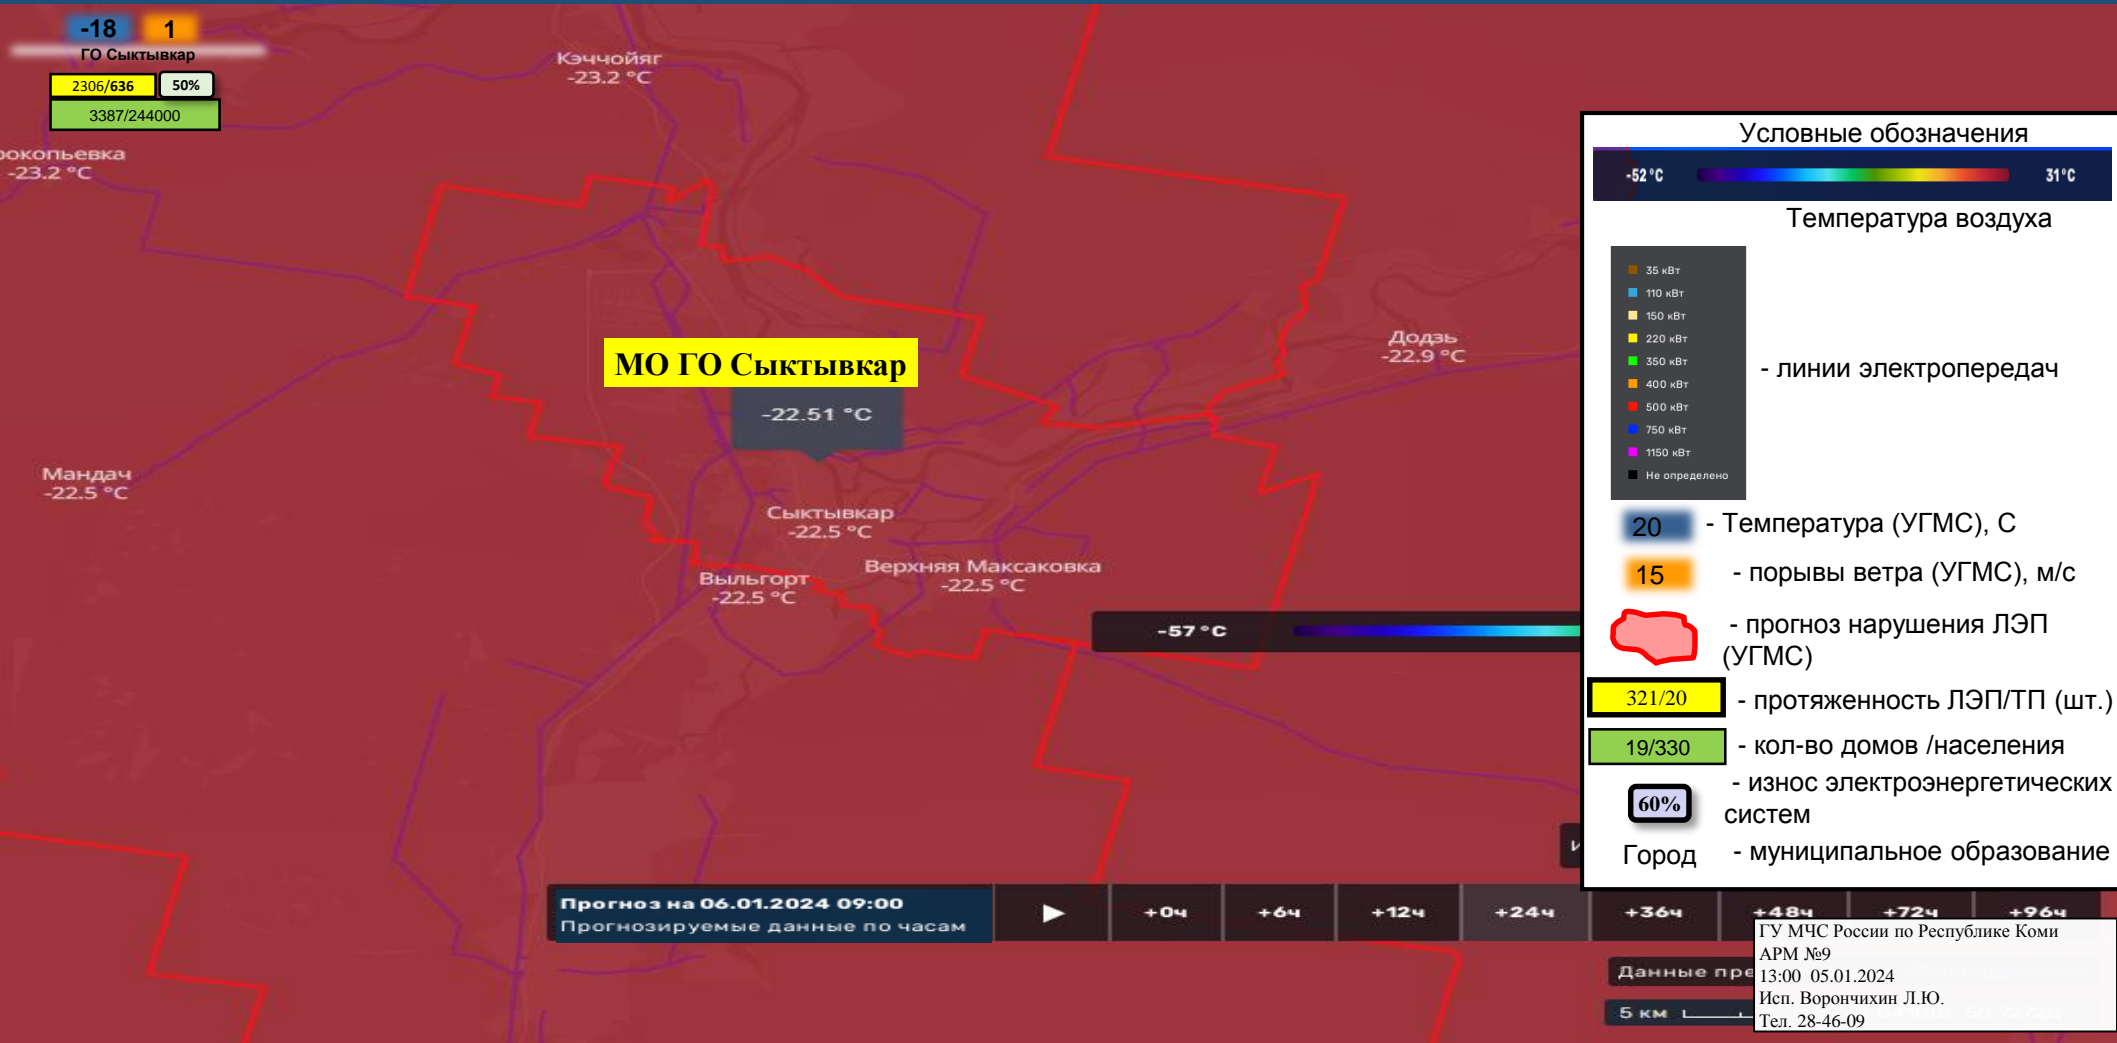 -18 1
ГО Сыктывкар
2306/636 50%
3387/244000
Кэччойяг
-23.2 °C
-23.2 °C
МО ГО Сыктывкар
-22.51 °C
Додзь
-22.9 °C
Мандач
-22.5 °C
Сыктывкар
-22.5 °C
Верхняя Максаковка
-22.5 °C
Выльгорт
-22.5 °C
-57 °C
Условные обозначения
-52 °C 31 °C
Температура воздуха
35 кВт
110 кВт
150 кВт
220 кВт
350 кВт
400 кВт
500 кВт
750 кВт
1150 кВт
Не определено
- линии электропередач
20 - Температура (УГМС), С
15 - порывы ветра (УГМС), м/с
- прогноз нарушения ЛЭП
(УГМС)
321/20 - протяженность ЛЭП/ТП (шт.)
19/330 - кол-во домов /населения
60% - износ электроэнергетических
систем
Город - муниципальное образование
Прогноз на 06.01.2024 09:00
Прогнозируемые данные по часам
+0ч +6ч +12ч +24ч +36ч +48ч +72ч +96ч
Данные
5 км
ГУ МЧС России по Республике Коми
АРМ №9
13:00 05.01.2024
Исп. Ворончихин Л.Ю.
Тел. 28-46-09